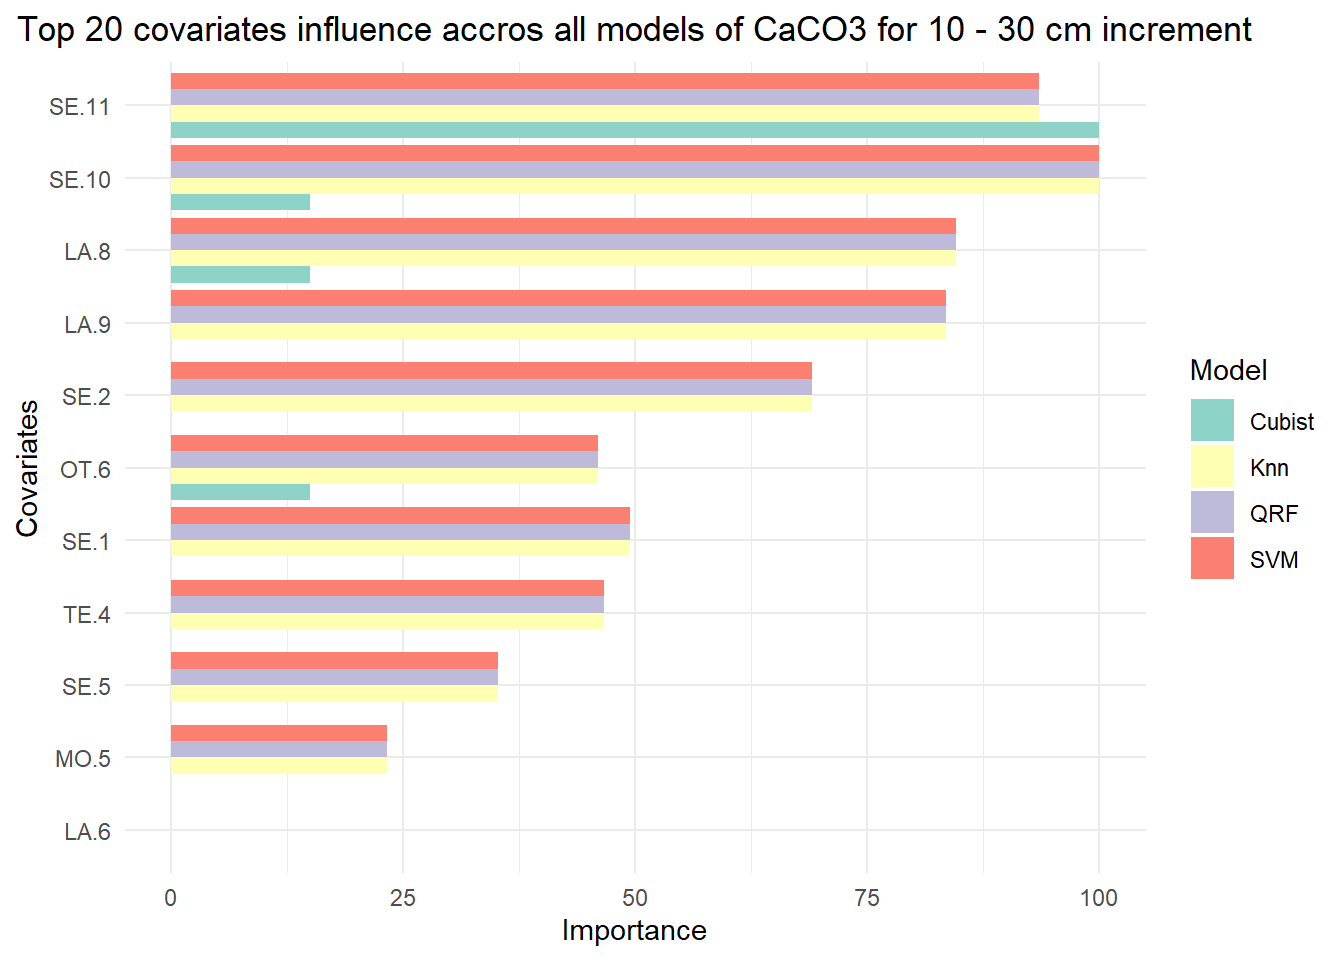 Top 20 covariates influence accros all models of CaCO3 for 10 - 30 cm increment
SE.11
SE.10
LA.8
LA.9
SE.2
OT.6
SE.1
TE.4
SE.5
MO.5
LA.6
Covariates
0 25 50 75 100
Importance
Model
Cubist
Knn
QRF
SVM